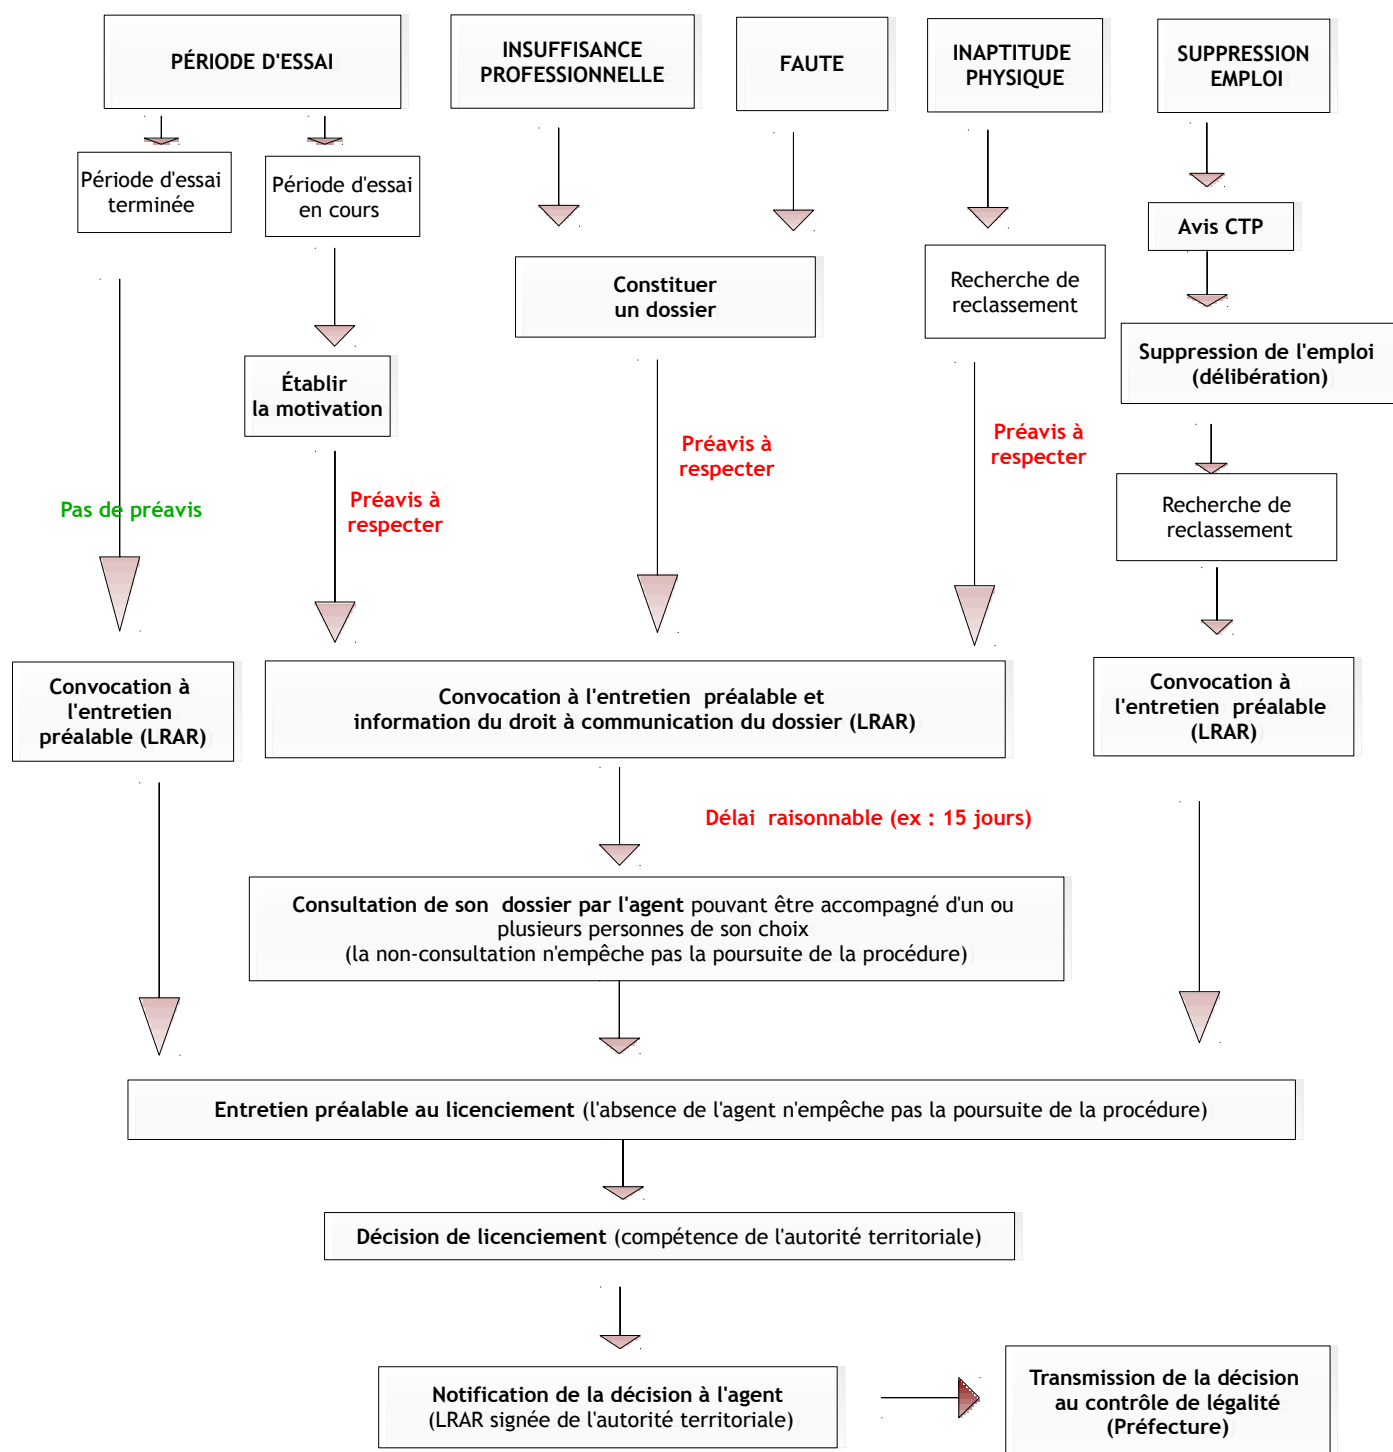 PÉRIODE D'ESSAI
INSUFFISANCE
PROFESSIONNELLE
FAUTE
INAPTITUDE
PHYSIQUE
SUPPRESSION
EMPLOI
Période d'essai
terminée
Période d'essai
en cours
Avis CTP
Constituer
un dossier
Recherche de
reclassement
Suppression de l'emploi
(délibération)
Établir
la motivation
Pas de préavis
Préavis à
respecter
Préavis à
respecter
Préavis à
respecter
Recherche de
reclassement
Convocation à
l'entretien
préalable (LRAR)
Convocation à l'entretien préalable et
information du droit à communication du dossier (LRAR)
Convocation à
l'entretien préalable
(LRAR)
Délai raisonnable (ex : 15 jours)
Consultation de son dossier par l'agent pouvant être accompagné d'un ou
plusieurs personnes de son choix
(la non-consultation n'empêche pas la poursuite de la procédure)
Entretien préalable au licenciement (l'absence de l'agent n'empêche pas la poursuite de la procédure)
Décision de licenciement (compétence de l'autorité territoriale)
Notification de la décision à l'agent
(LRAR signée de l'autorité territoriale)
Transmission de la décision
au contrôle de légalité
(Préfecture)